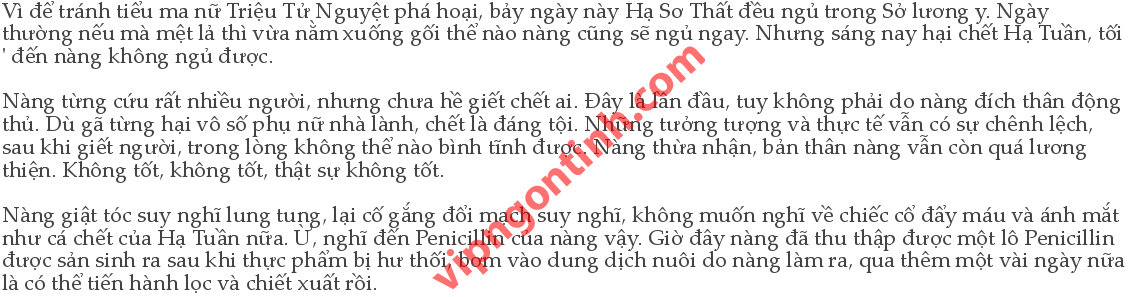 Vì để tránh tiểu ma nữ Triệu Tử Nguyệt phá hoại, bảy ngày này Hạ Sơ Thất đều ngủ trong Sở lương y. Ngày
thường nếu mà mệt lả thì vừa nằm xuống gối thể nào nàng cũng sẽ ngủ ngay. Nhưng sáng nay hại chết Hạ Tuần, tối
' đến nàng không ngủ được.
Nàng từng cứu rất nhiều người, nhưng chưa hề giết chết ai. Đây là lần đầu, tuy không phải do nàng đích thân động
thủ. Dù gã từng hại vô số phụ nữ nhà lành, chết là đáng tội. Nhưng tưởng tượng và thực tế vẫn có sự chênh lệch,
sau khi giết người, trong lòng không thể nào bình tĩnh được. Nàng thừa nhận, bản thân nàng vẫn còn quá lương
thiện. Không tốt, không tốt, thật sự không tốt.
Nàng giật tóc suy nghĩ lung tung, lại cố gắng đổi mạch suy nghĩ, không muốn nghĩ về chiếc cổ đẩy máu và ánh mắt
như cá chết của Hạ Tuần nữa. Ừ, nghĩ đến Penicillin của nàng vậy. Giờ đây nàng đã thu thập được một lô Penicillin
được sản sinh ra sau khi thực phẩm bị hư thối, bơm vào dung dịch nuôi do nàng làm ra, qua thêm một vài ngày nữa
là có thể tiến hành lọc và chiết xuất rồi.
vipngontinh.com